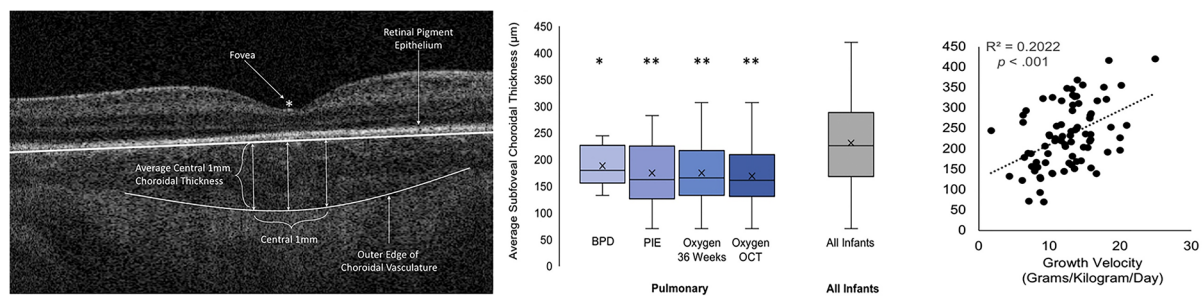 Retinal Pigment
Epithelium
Fovea
*
Average Central 1mm
Choroidal Thickness
Central 1mm
Outer Edge of
Choroidal Vasculature
Average Subfoveal Choroidal Thickness (µm)
450
400
350
300
250
200
150
100
50
0
* ** ** **
BPD PIE Oxygen Oxygen All Infants
36 Weeks OCT
Pulmonary All Infants
R² = 0.2022
p < .001
450
400
350
300
250
200
150
100
50
0
0 10 20 30
Growth Velocity
(Grams/Kilogram/Day)